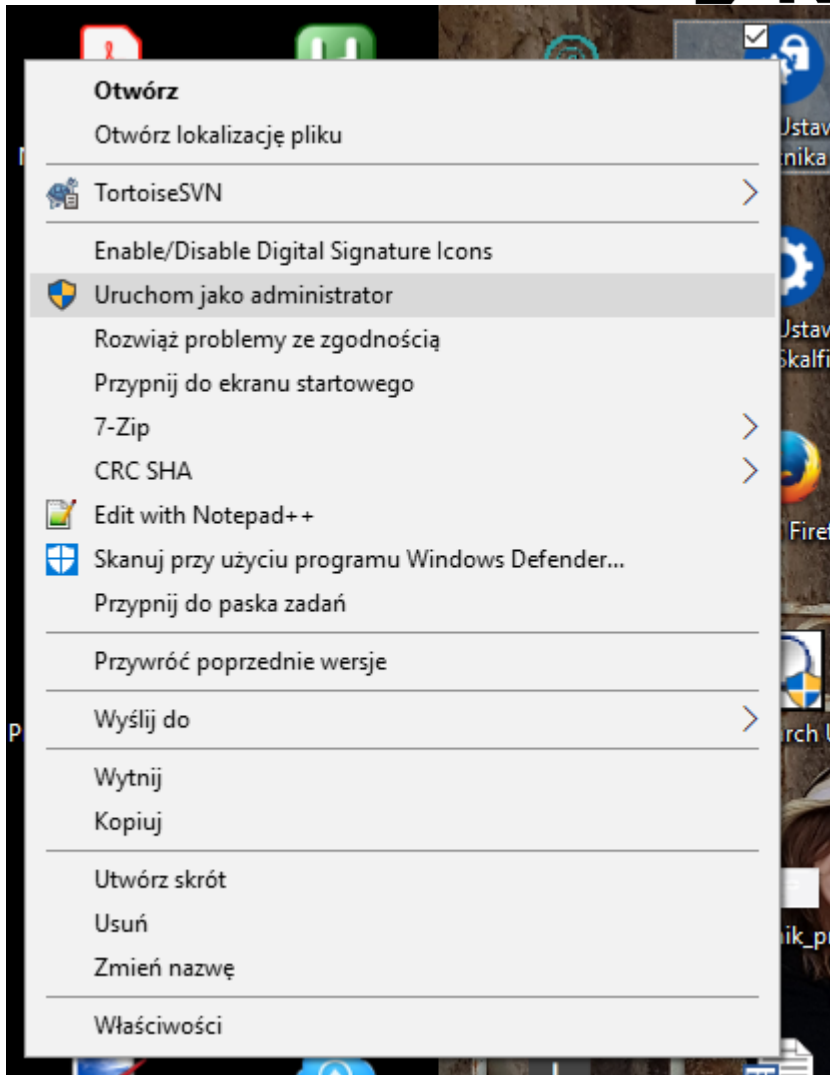 Otwórz
Otwórz lokalizację pliku
TortoiseSVN
Enable/Disable Digital Signature Icons
Uruchom jako administrator
Rozwiąż problemy ze zgodnością
Przypnij do ekranu startowego
7-Zip
CRC SHA
Edit with Notepad++
Skanuj przy użyciu programu Windows Defender...
Przypnij do paska zadań
Przywróć poprzednie wersje
Wyślij do
Wytnij
Kopiuj
Utwórz skrót
Usuń
Zmień nazwę
Właściwości